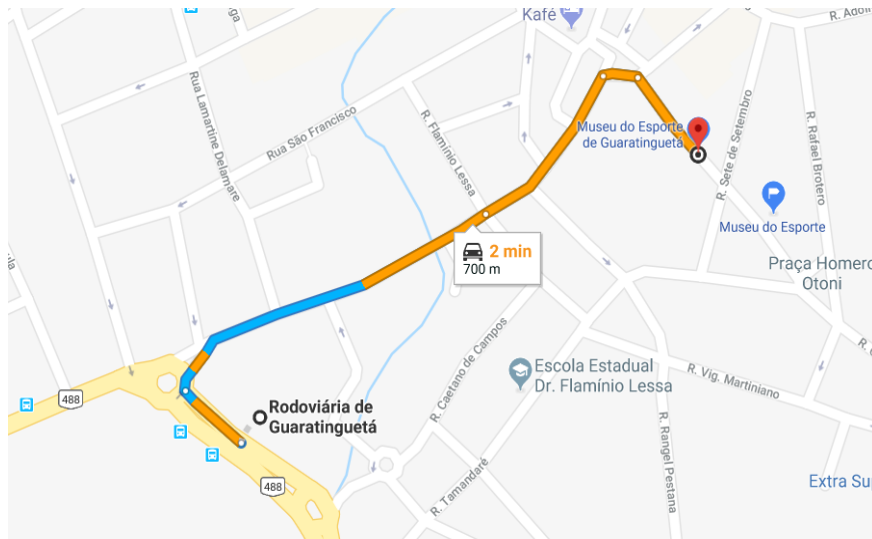 Kafé
R. Adolf
Rua Lamartine Delamare
Rua São Francisco
R. Flamínio Lessa
Museu do Esporte
de Guaratinguetá
R. Sete de Setembro
R. Rafael Brotero
Museu do Esporte
2 min
700 m
Praça Homero
Otoni
Escola Estadual
Dr. Flamínio Lessa
R. Caetano de Campos
R. Vig. Martiniano
488
Rodoviária de
Guaratinguetá
R. Rangel Pestana
488
R. Tamandaré
Extra Su